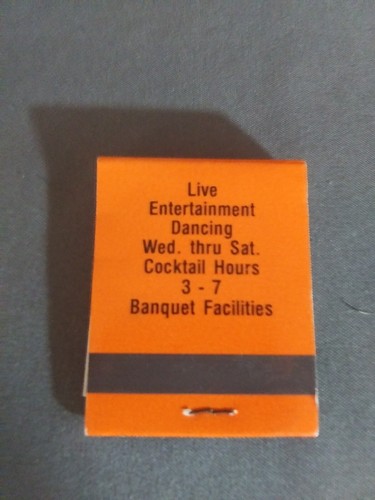 Live
Entertainment
Dancing
Wed. thru Sat.
Cocktail Hours
3 - 7
Banquet Facilities